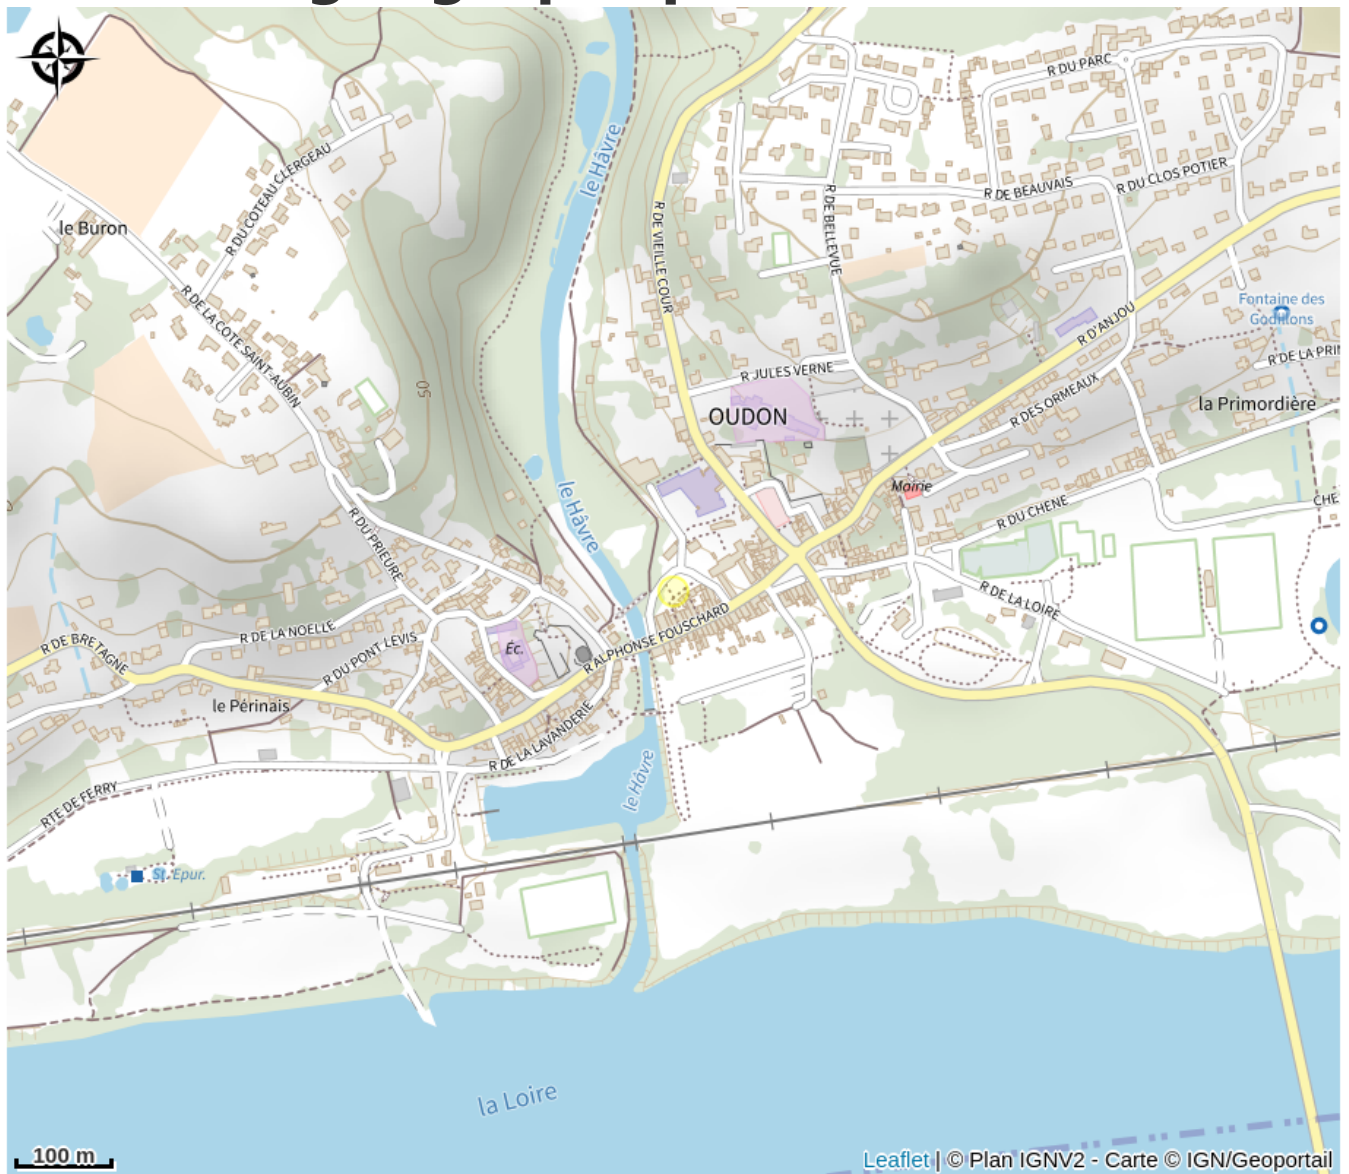 R DU PARC
le Hâvre
R DU COTEAU CLERGEAU
R DE BEAUVAIS
R DU CLOS POTIER
le Buron
R DE VIEILLE COUR
R DE BELLEVUE
R DE LA COTE SAINT-AUBIN
Fontaine des
Godillons
R D'ANJOU
R DE LA PRIN
R JULES VERNE
50
R DES ORMEAUX
la Primordière
OUDON
Mairie
le Hâvre
R DU CHENE
CHE
R DU PRIEURE
R DE LA LOIRE
R ALPHONSE FOUSCHARD
R DE BRETAGNE
R DE LA NOELLE
Éc.
R DU PONT LEVIS
le Périnais
R DE LA LAVANDERIE
le Hâvre
RTE DE FERRY
St. Epur.
la Loire
100 m
Leaflet | © Plan IGNV2 - Carte © IGN/Geoportail